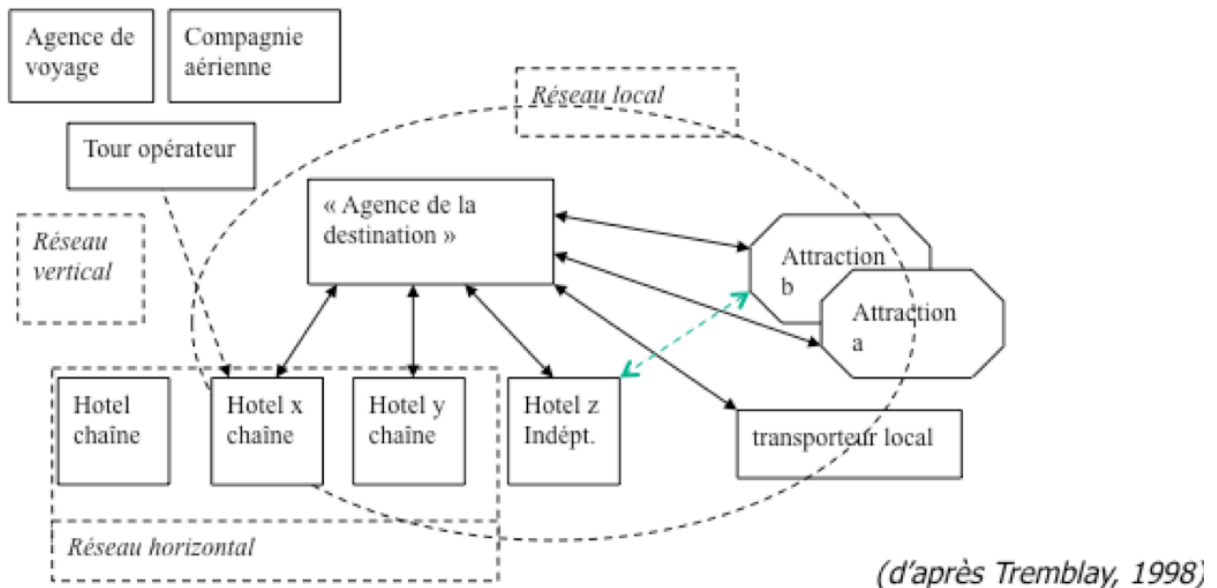 Agence de
voyage
Compagnie
aérienne
Réseau local
Tour opérateur
« Agence de la
destination »
Réseau
vertical
Attraction
b
Attraction
a
Hotel
chaîne
Hotel x
chaîne
Hotel y
chaîne
Hotel z
Indépt.
transporteur local
Réseau horizontal
(d'après Tremblay, 1998)